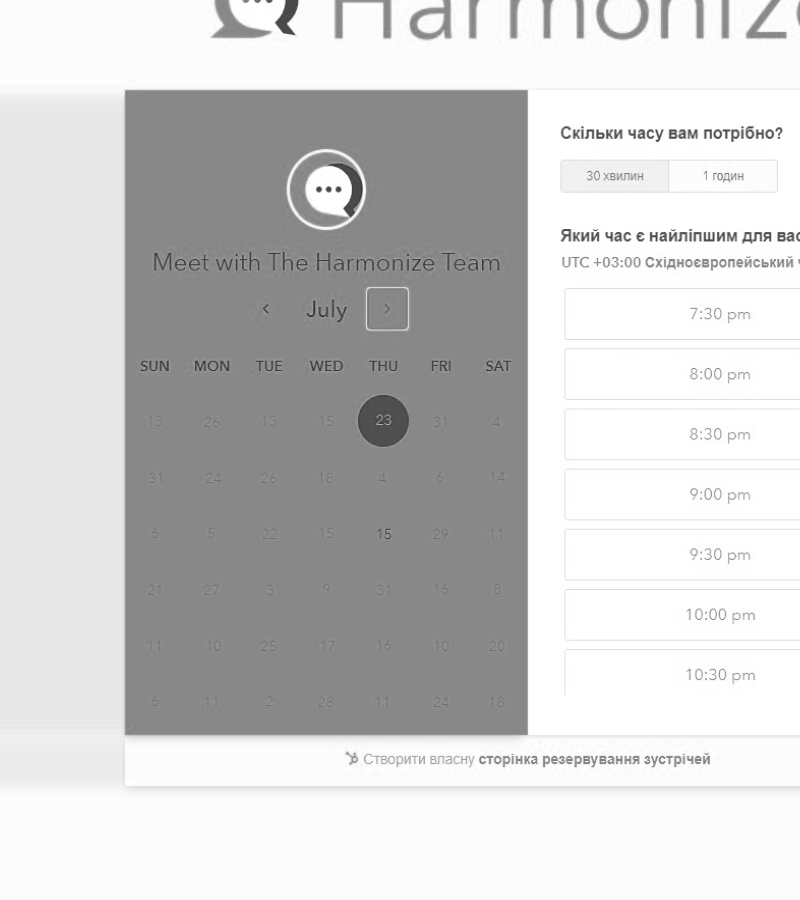 Harmonize
Скільки часу вам потрібно?
30 хвилин 1 годин
Який час є найліпшим для вас
UTC +03:00 Східноєвропейський ч
Meet with The Harmonize Team
July
SUN MON TUE WED THU FRI SAT
13 26 13 15 23 31 4
31 24 26 18 4 6 14
6 5 22 15 15 29 11
21 27 3 9 31 16 8
11 10 25 17 16 10 20
6 11 2 28 11 24 18
7:30 pm
8:00 pm
8:30 pm
9:00 pm
9:30 pm
10:00 pm
10:30 pm
Створити власну сторінка резервування зустрічей